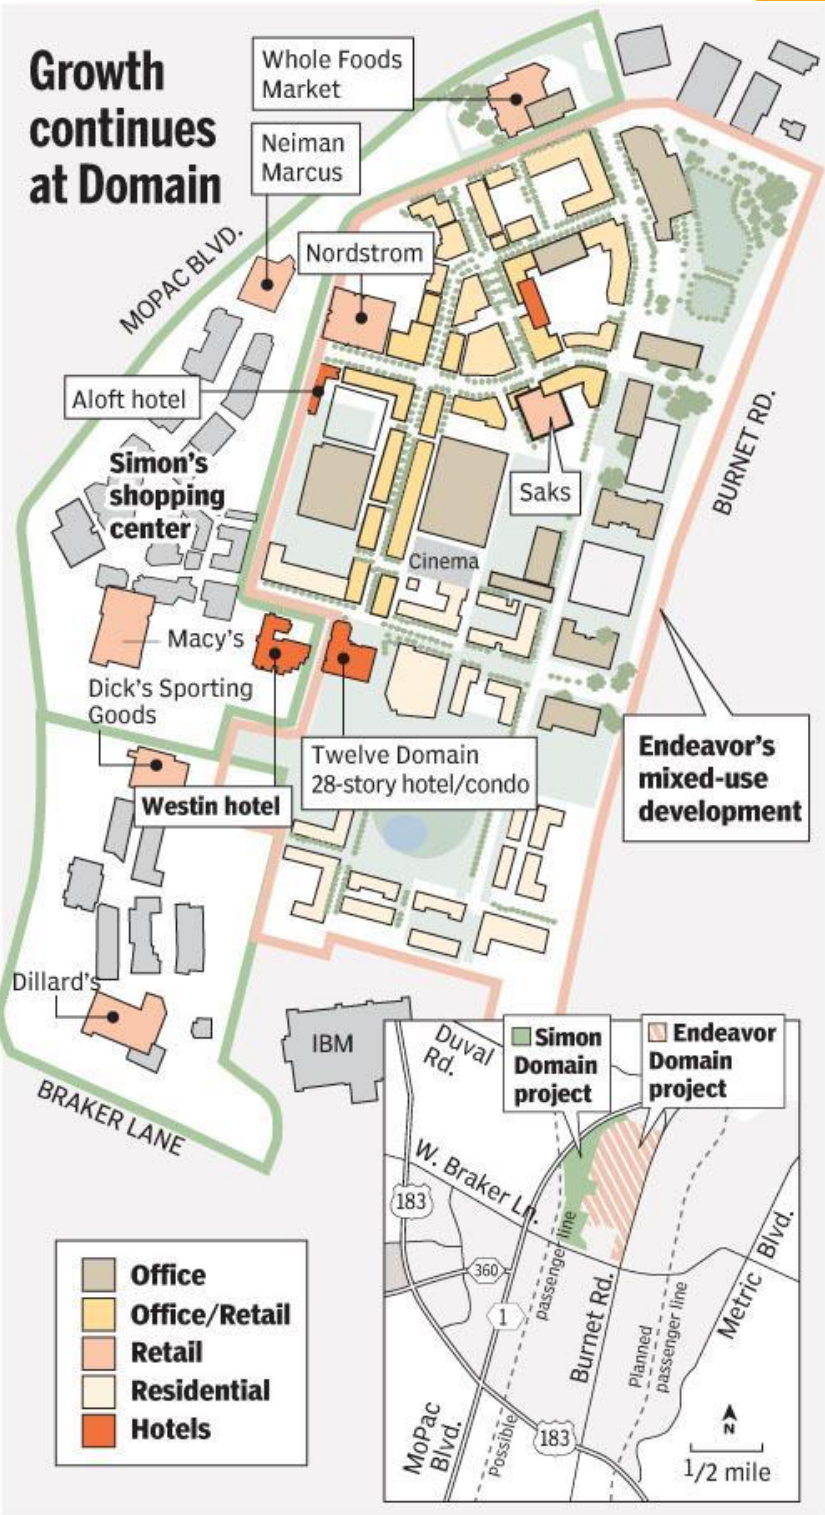 Growth
continues
at Domain
Whole Foods
Market
Neiman
Marcus
Nordstrom
MOPAC BLVD.
Aloft hotel
BURNET RD.
Simon's
shopping
center
Saks
Cinema
Macy's
Dick's Sporting
Goods
Twelve Domain
28-story hotel/condo
Westin hotel
Endeavor's
mixed-use
development
Dillard's
IBM
BRAKER LANE
Simon
Domain
project
Endeavor
Domain
project
Duval
Rd.
W. Braker Ln.
183
360
1
Possible
passenger line
Burnet Rd.
Planned
passenger line
Metric Blvd.
MoPac
Blvd.
183
N
1/2 mile
Office
Office/Retail
Retail
Residential
Hotels